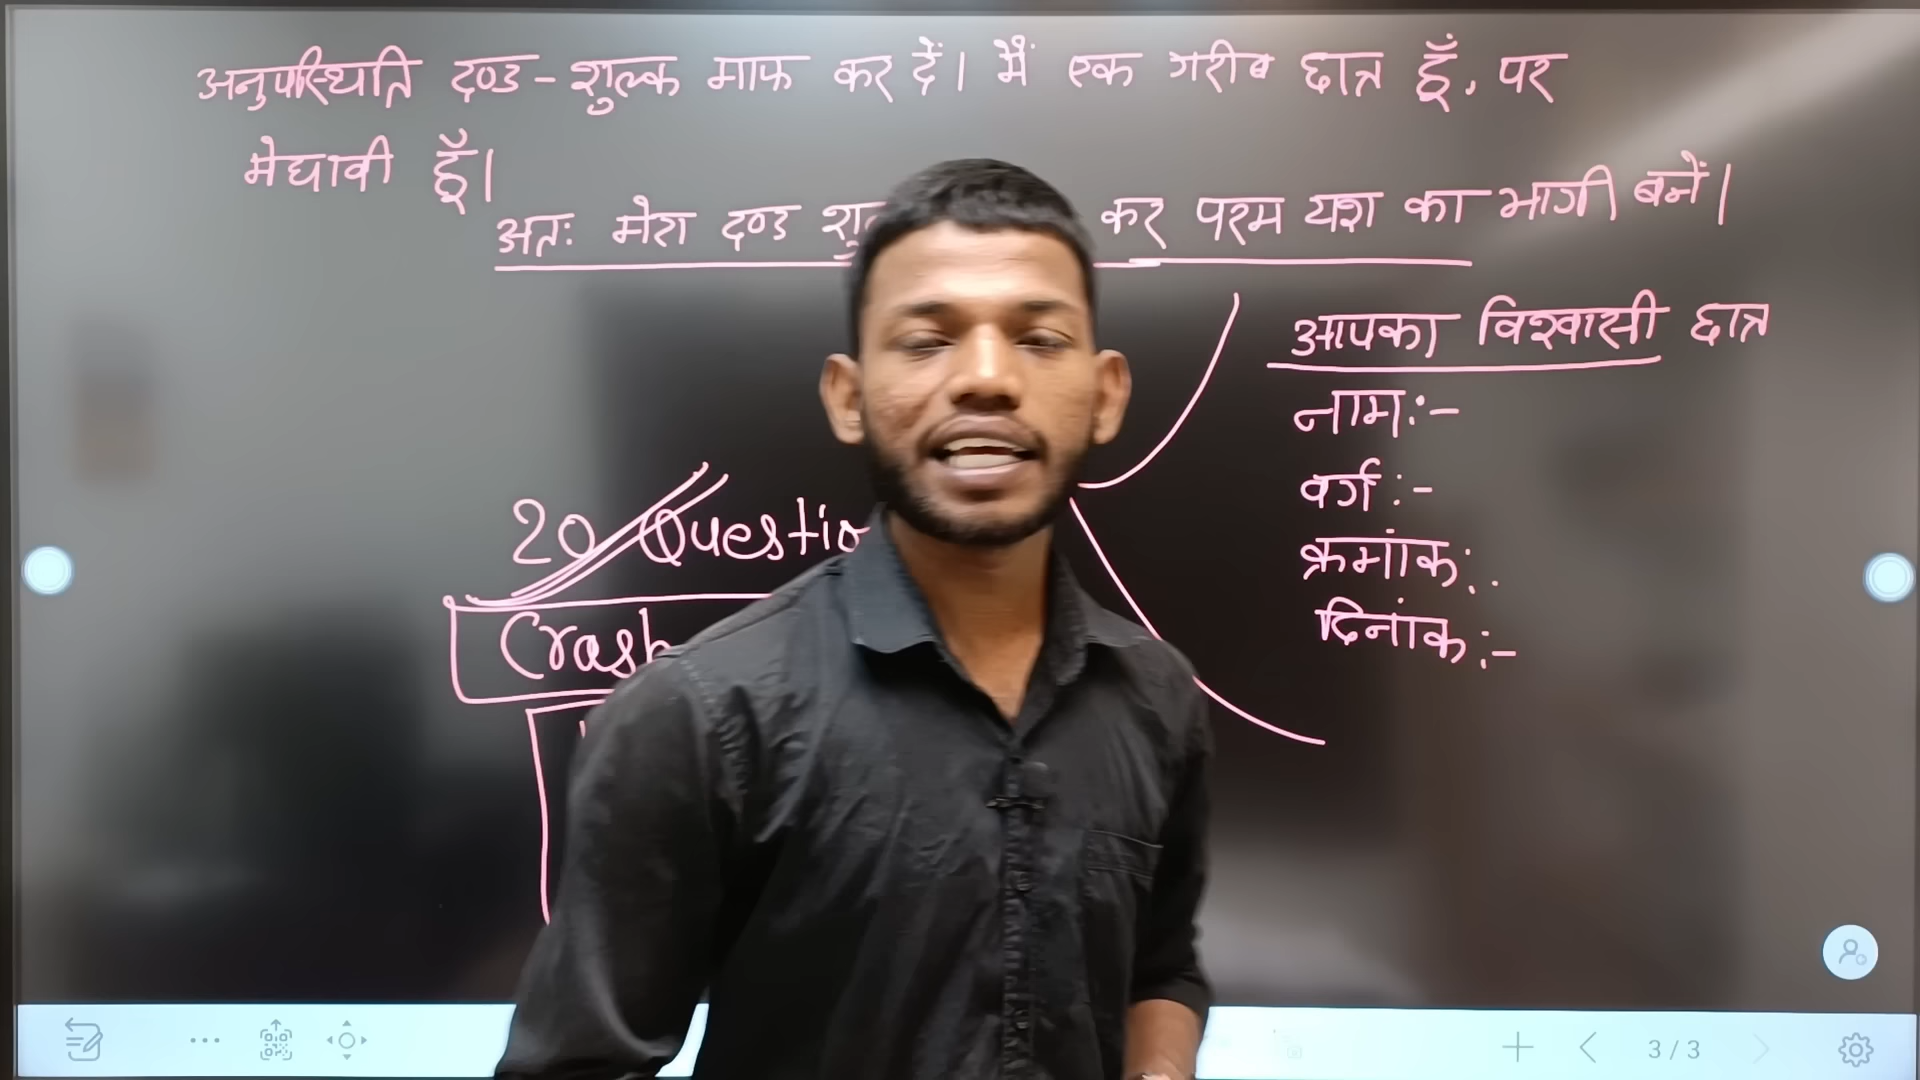 अनुपस्थिति दण्ड-शुल्क माफ कर दें। मैं एक गरीब छात्र हूँ, पर
मेघावी हूँ।
अतः मेरा दण्ड कर परम यश का भागी बनें।
आपका विश्वासी छात्र
नाम:-
वर्ग:-
क्रमांक:
दिनांक:-
20 Questio
Crash
3/3